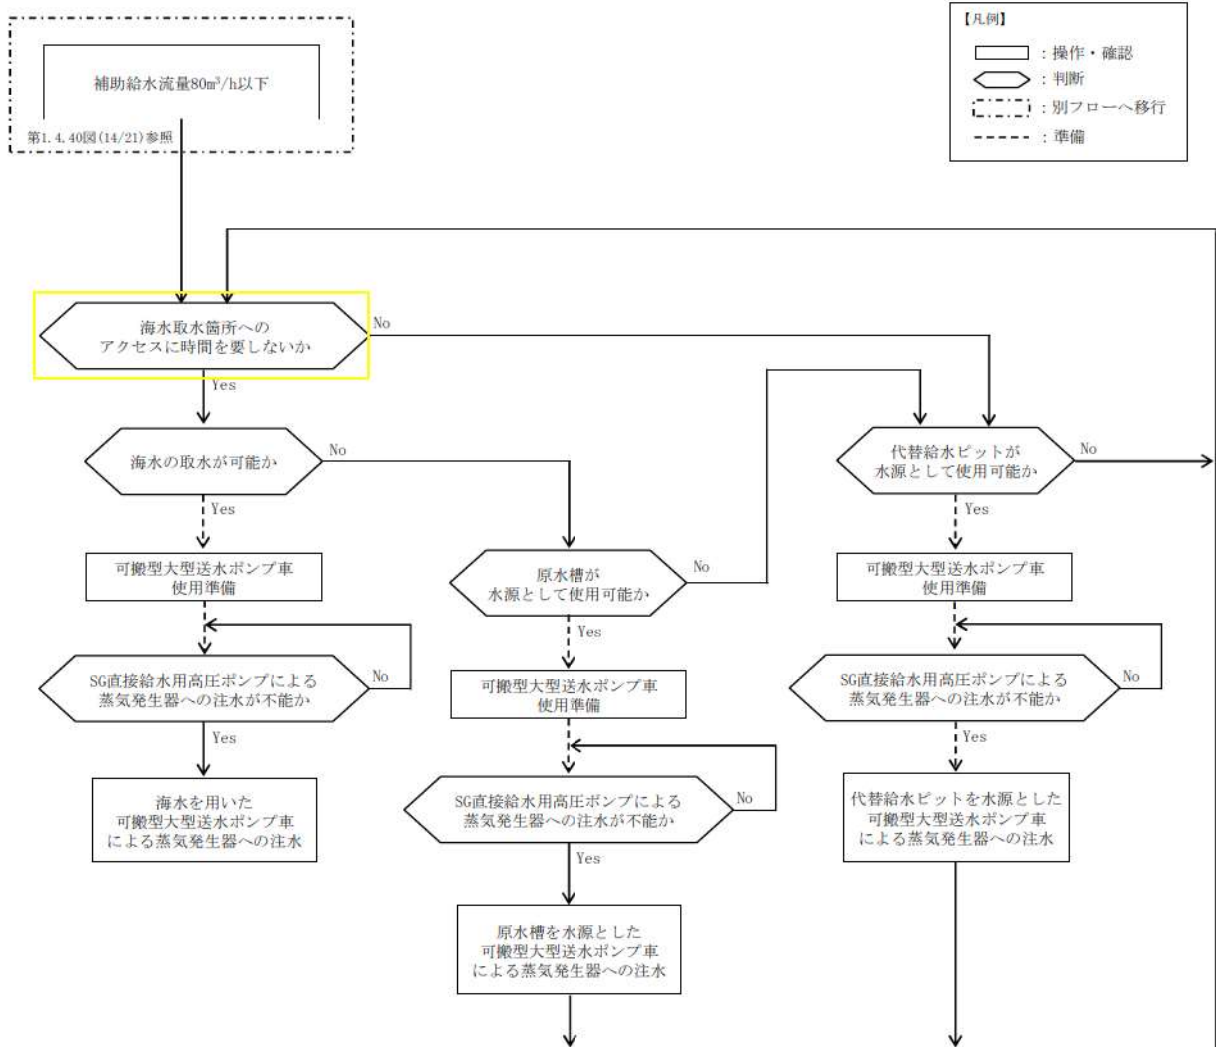 【凡例】
：操作・確認
：判断
：別フローへ移行
：準備
補助給水流量80m³/h以下
第1.4.40図(14/21)参照
海水取水箇所への
アクセスに時間を要しないか
No
Yes
海水の取水が可能か
No
Yes
可搬型大型送水ポンプ車
使用準備
SG直接給水用高圧ポンプによる
蒸気発生器への注水が不能か
No
Yes
海水を用いた
可搬型大型送水ポンプ車
による蒸気発生器への注水
原水槽が
水源として使用可能か
No
Yes
可搬型大型送水ポンプ車
使用準備
SG直接給水用高圧ポンプによる
蒸気発生器への注水が不能か
No
Yes
原水槽を水源とした
可搬型大型送水ポンプ車
による蒸気発生器への注水
代替給水ピットが
水源として使用可能か
No
Yes
可搬型大型送水ポンプ車
使用準備
SG直接給水用高圧ポンプによる
蒸気発生器への注水が不能か
No
Yes
代替給水ピットを水源とした
可搬型大型送水ポンプ車
による蒸気発生器への注水